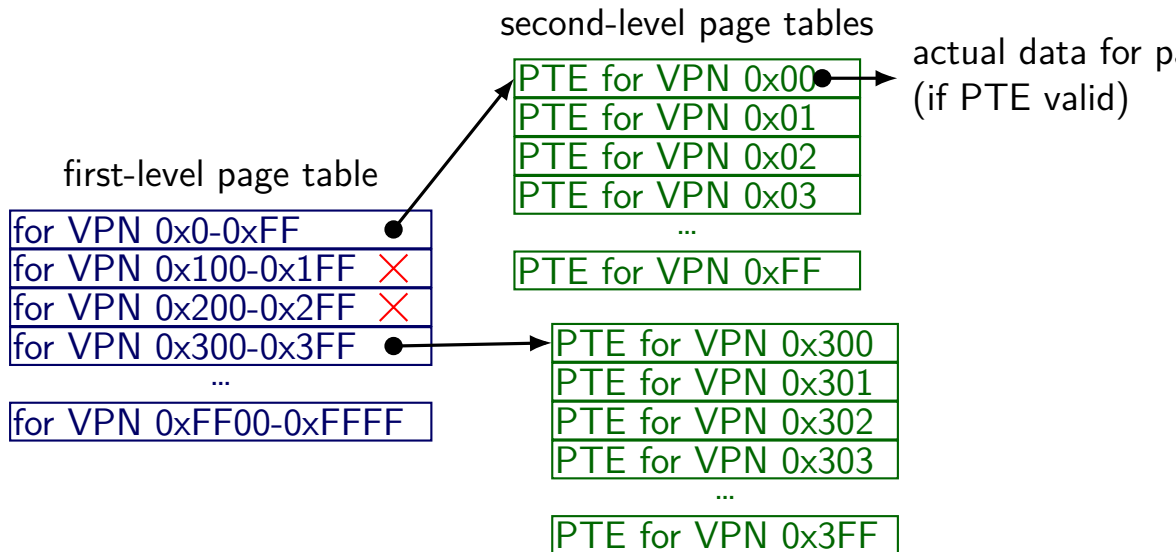 second-level page tables
PTE for VPN 0x00
PTE for VPN 0x01
PTE for VPN 0x02
PTE for VPN 0x03
...
PTE for VPN 0xFF
actual data for
(if PTE valid)
first-level page table
for VPN 0x0-0xFF
for VPN 0x100-0x1FF
for VPN 0x200-0x2FF
for VPN 0x300-0x3FF
...
for VPN 0xFF00-0xFFFF
PTE for VPN 0x300
PTE for VPN 0x301
PTE for VPN 0x302
PTE for VPN 0x303
...
PTE for VPN 0x3FF